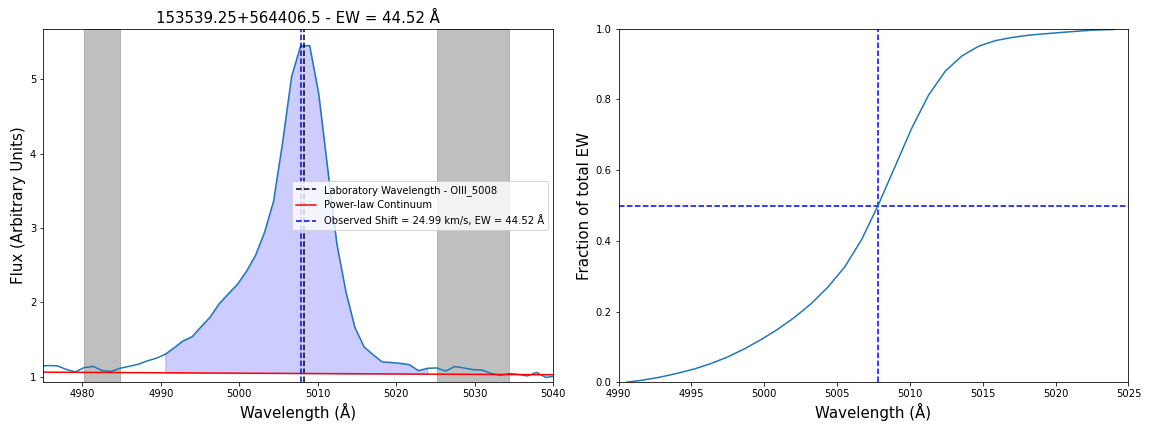 153539.25+564406.5 - EW = 44.52 Å
Flux (Arbitrary Units)
5
4
3
2
1
Laboratory Wavelength - OIII_5008
Power-law Continuum
Observed Shift = 24.99 km/s, EW = 44.52 Å
4980 4990 5000 5010 5020 5030 5040
Wavelength (Å)
Fraction of total EW
1.0
0.8
0.6
0.4
0.2
0.0
4990 4995 5000 5005 5010 5015 5020 5025
Wavelength (Å)